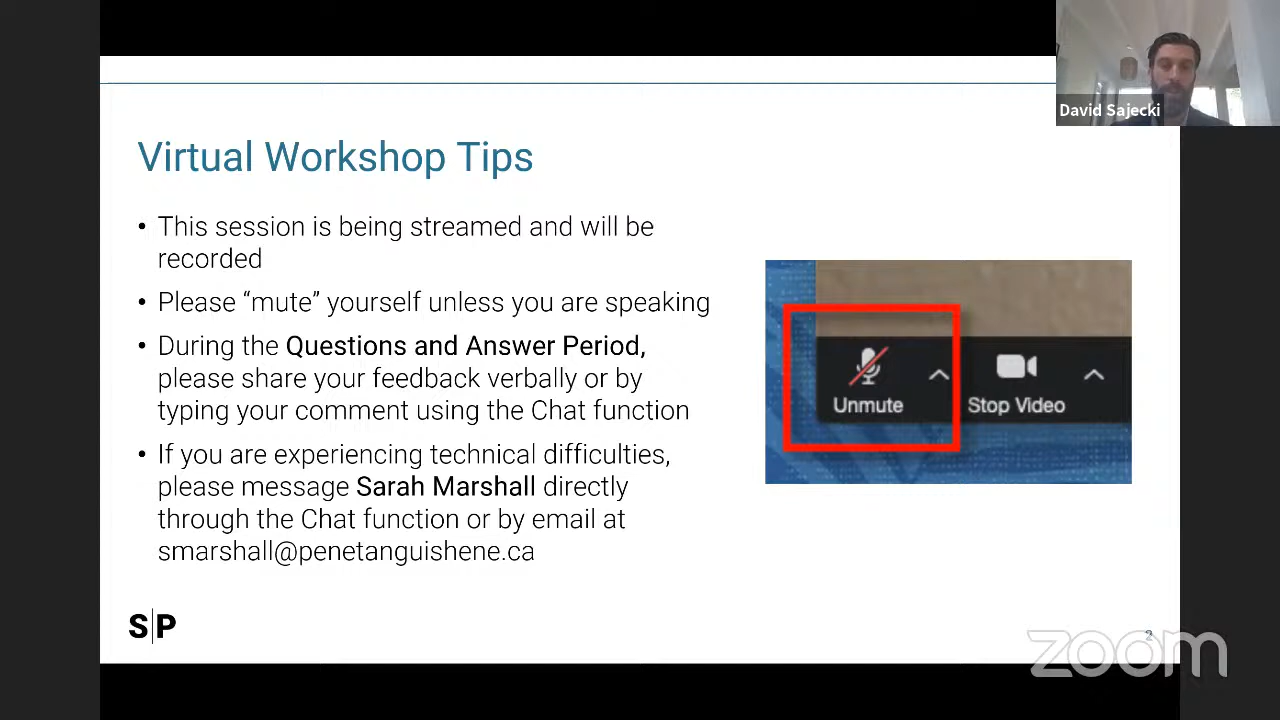 David Sajecki
Virtual Workshop Tips
• This session is being streamed and will be
recorded
• Please “mute” yourself unless you are speaking
• During the Questions and Answer Period,
please share your feedback verbally or by
typing your comment using the Chat function
• If you are experiencing technical difficulties,
please message Sarah Marshall directly
through the Chat function or by email at
smarshall@penetanguishene.ca
Unmute
Stop Video
S|P
2
zoom